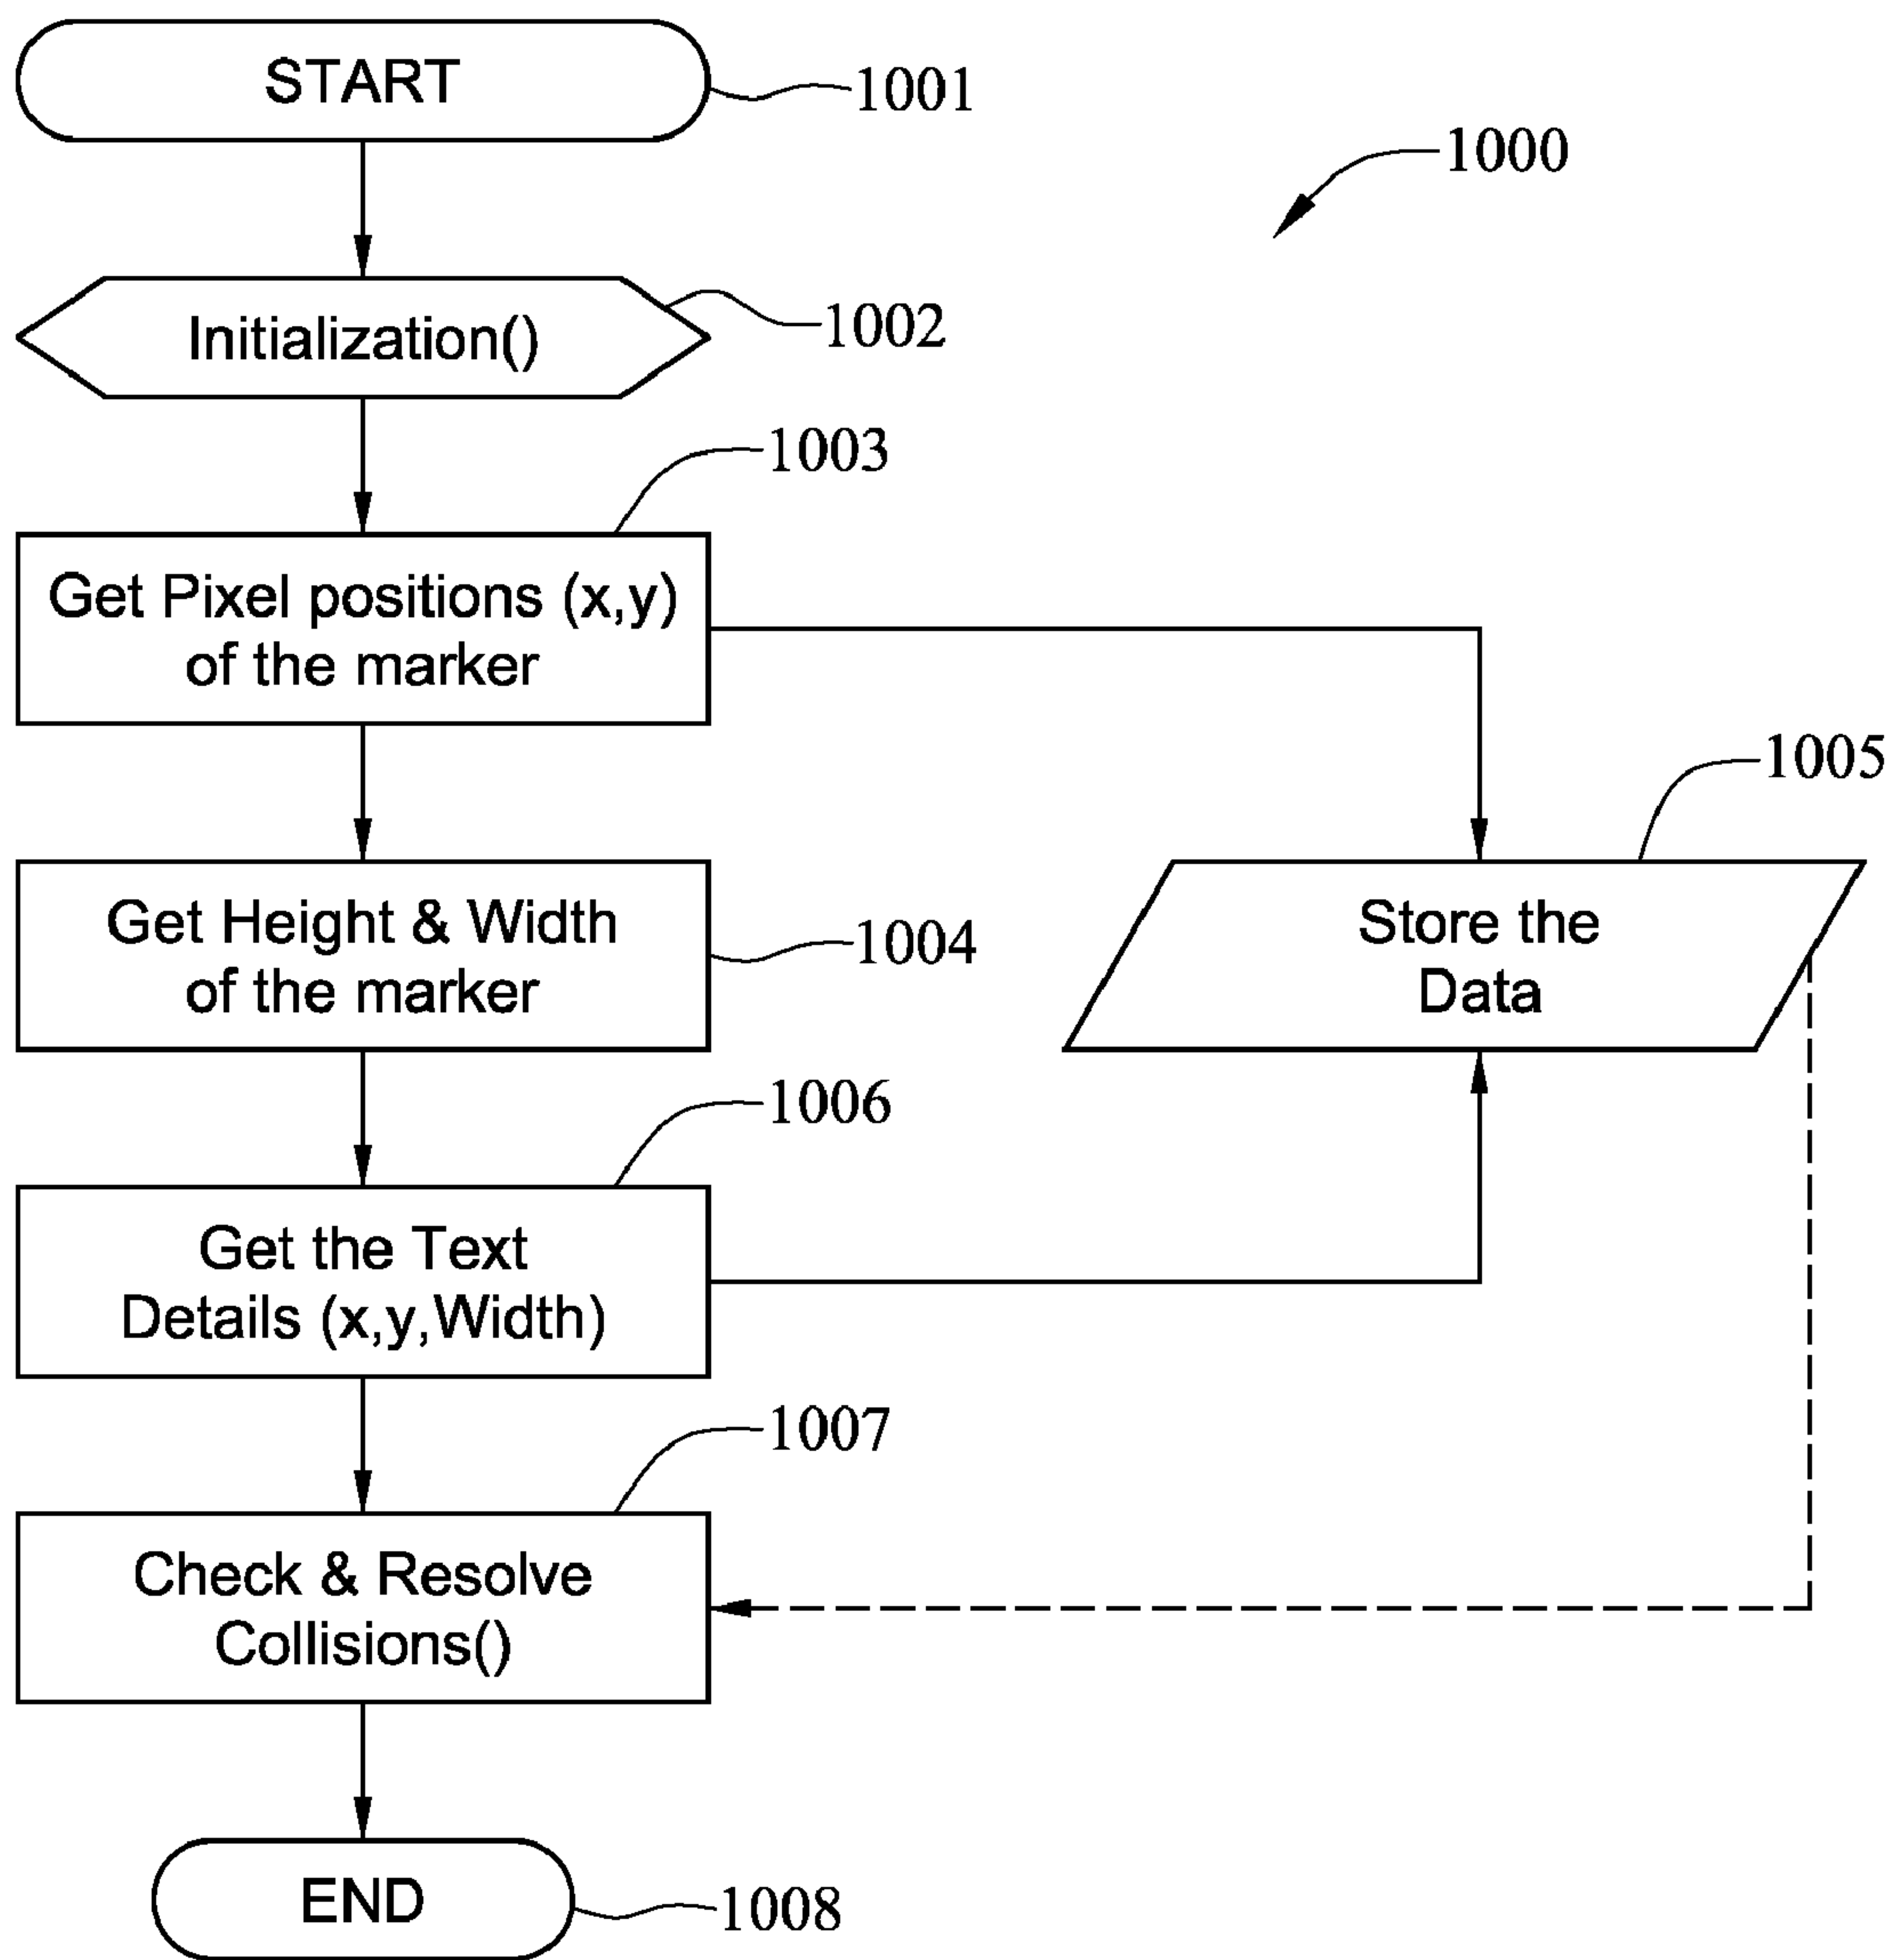 START
1001
1000
Initialization()
1002
1003
Get Pixel positions (x,y)
of the marker
1005
Get Height & Width
of the marker
1004
Store the
Data
1006
Get the Text
Details (x,y,Width)
1007
Check & Resolve
Collisions()
END
1008